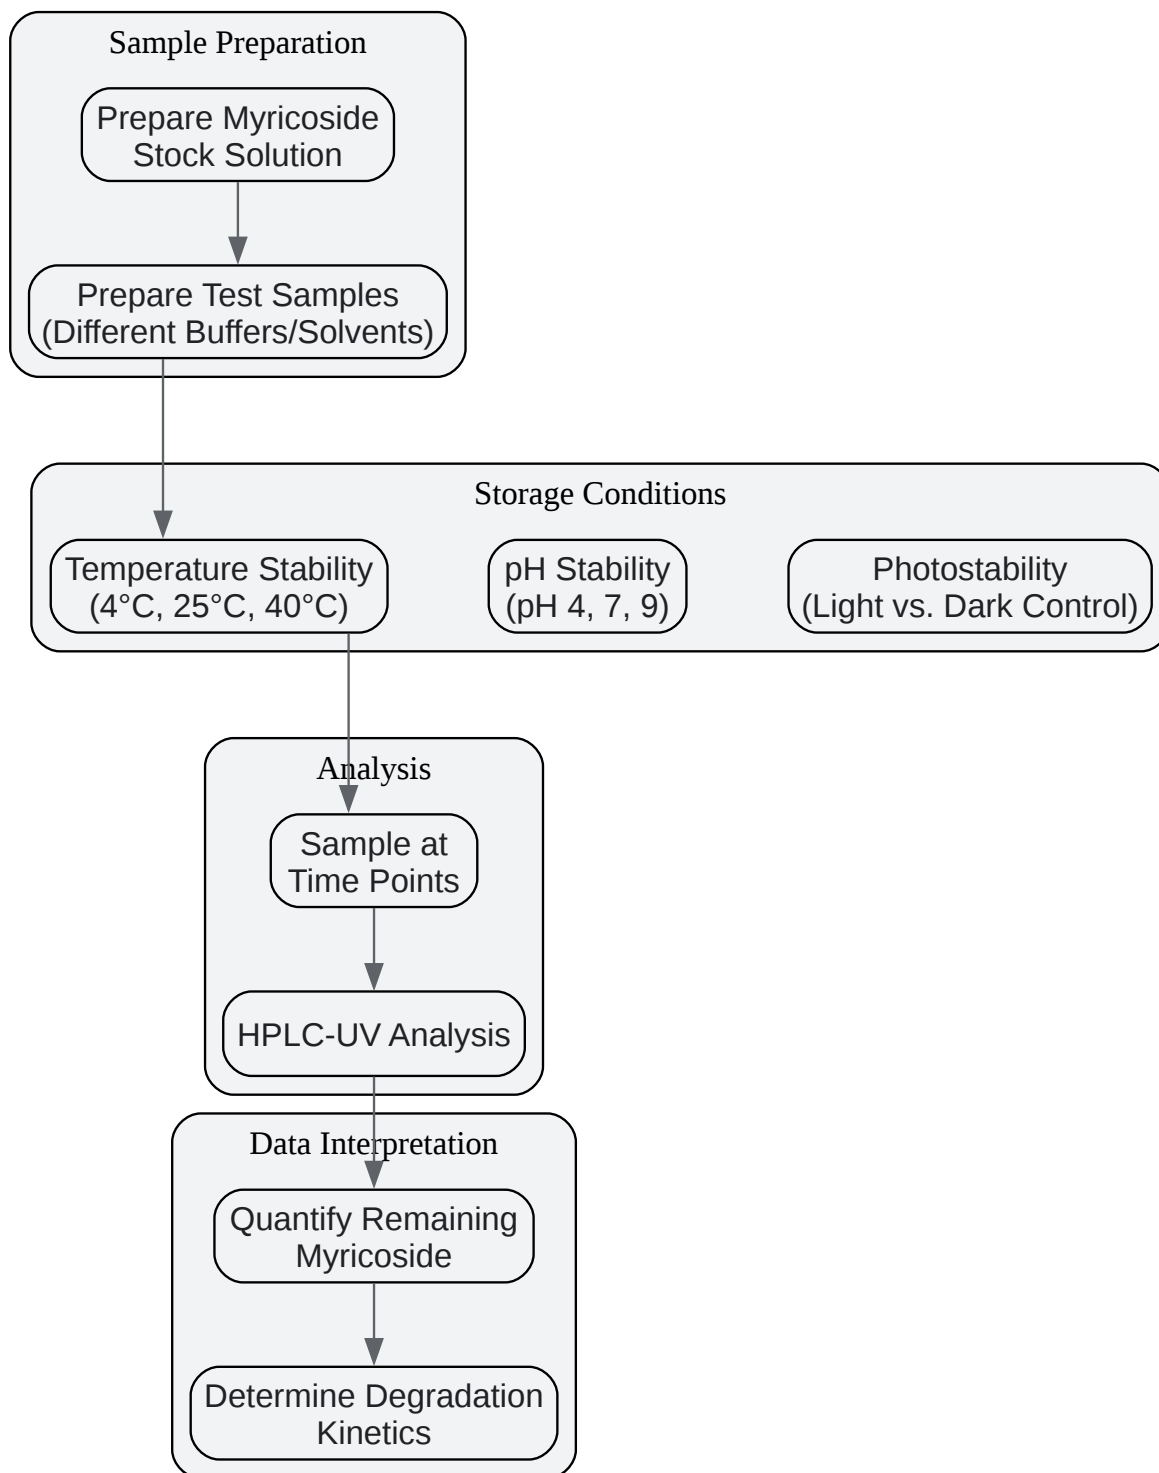 Sample Preparation
Prepare Myricoside
Stock Solution
Prepare Test Samples
(Different Buffers/Solvents)
Storage Conditions
Temperature Stability
(4°C, 25°C, 40°C)
pH Stability
(pH 4, 7, 9)
Photostability
(Light vs. Dark Control)
Analysis
Sample at
Time Points
HPLC-UV Analysis
Data Interpretation
Quantify Remaining
Myricoside
Determine Degradation
Kinetics